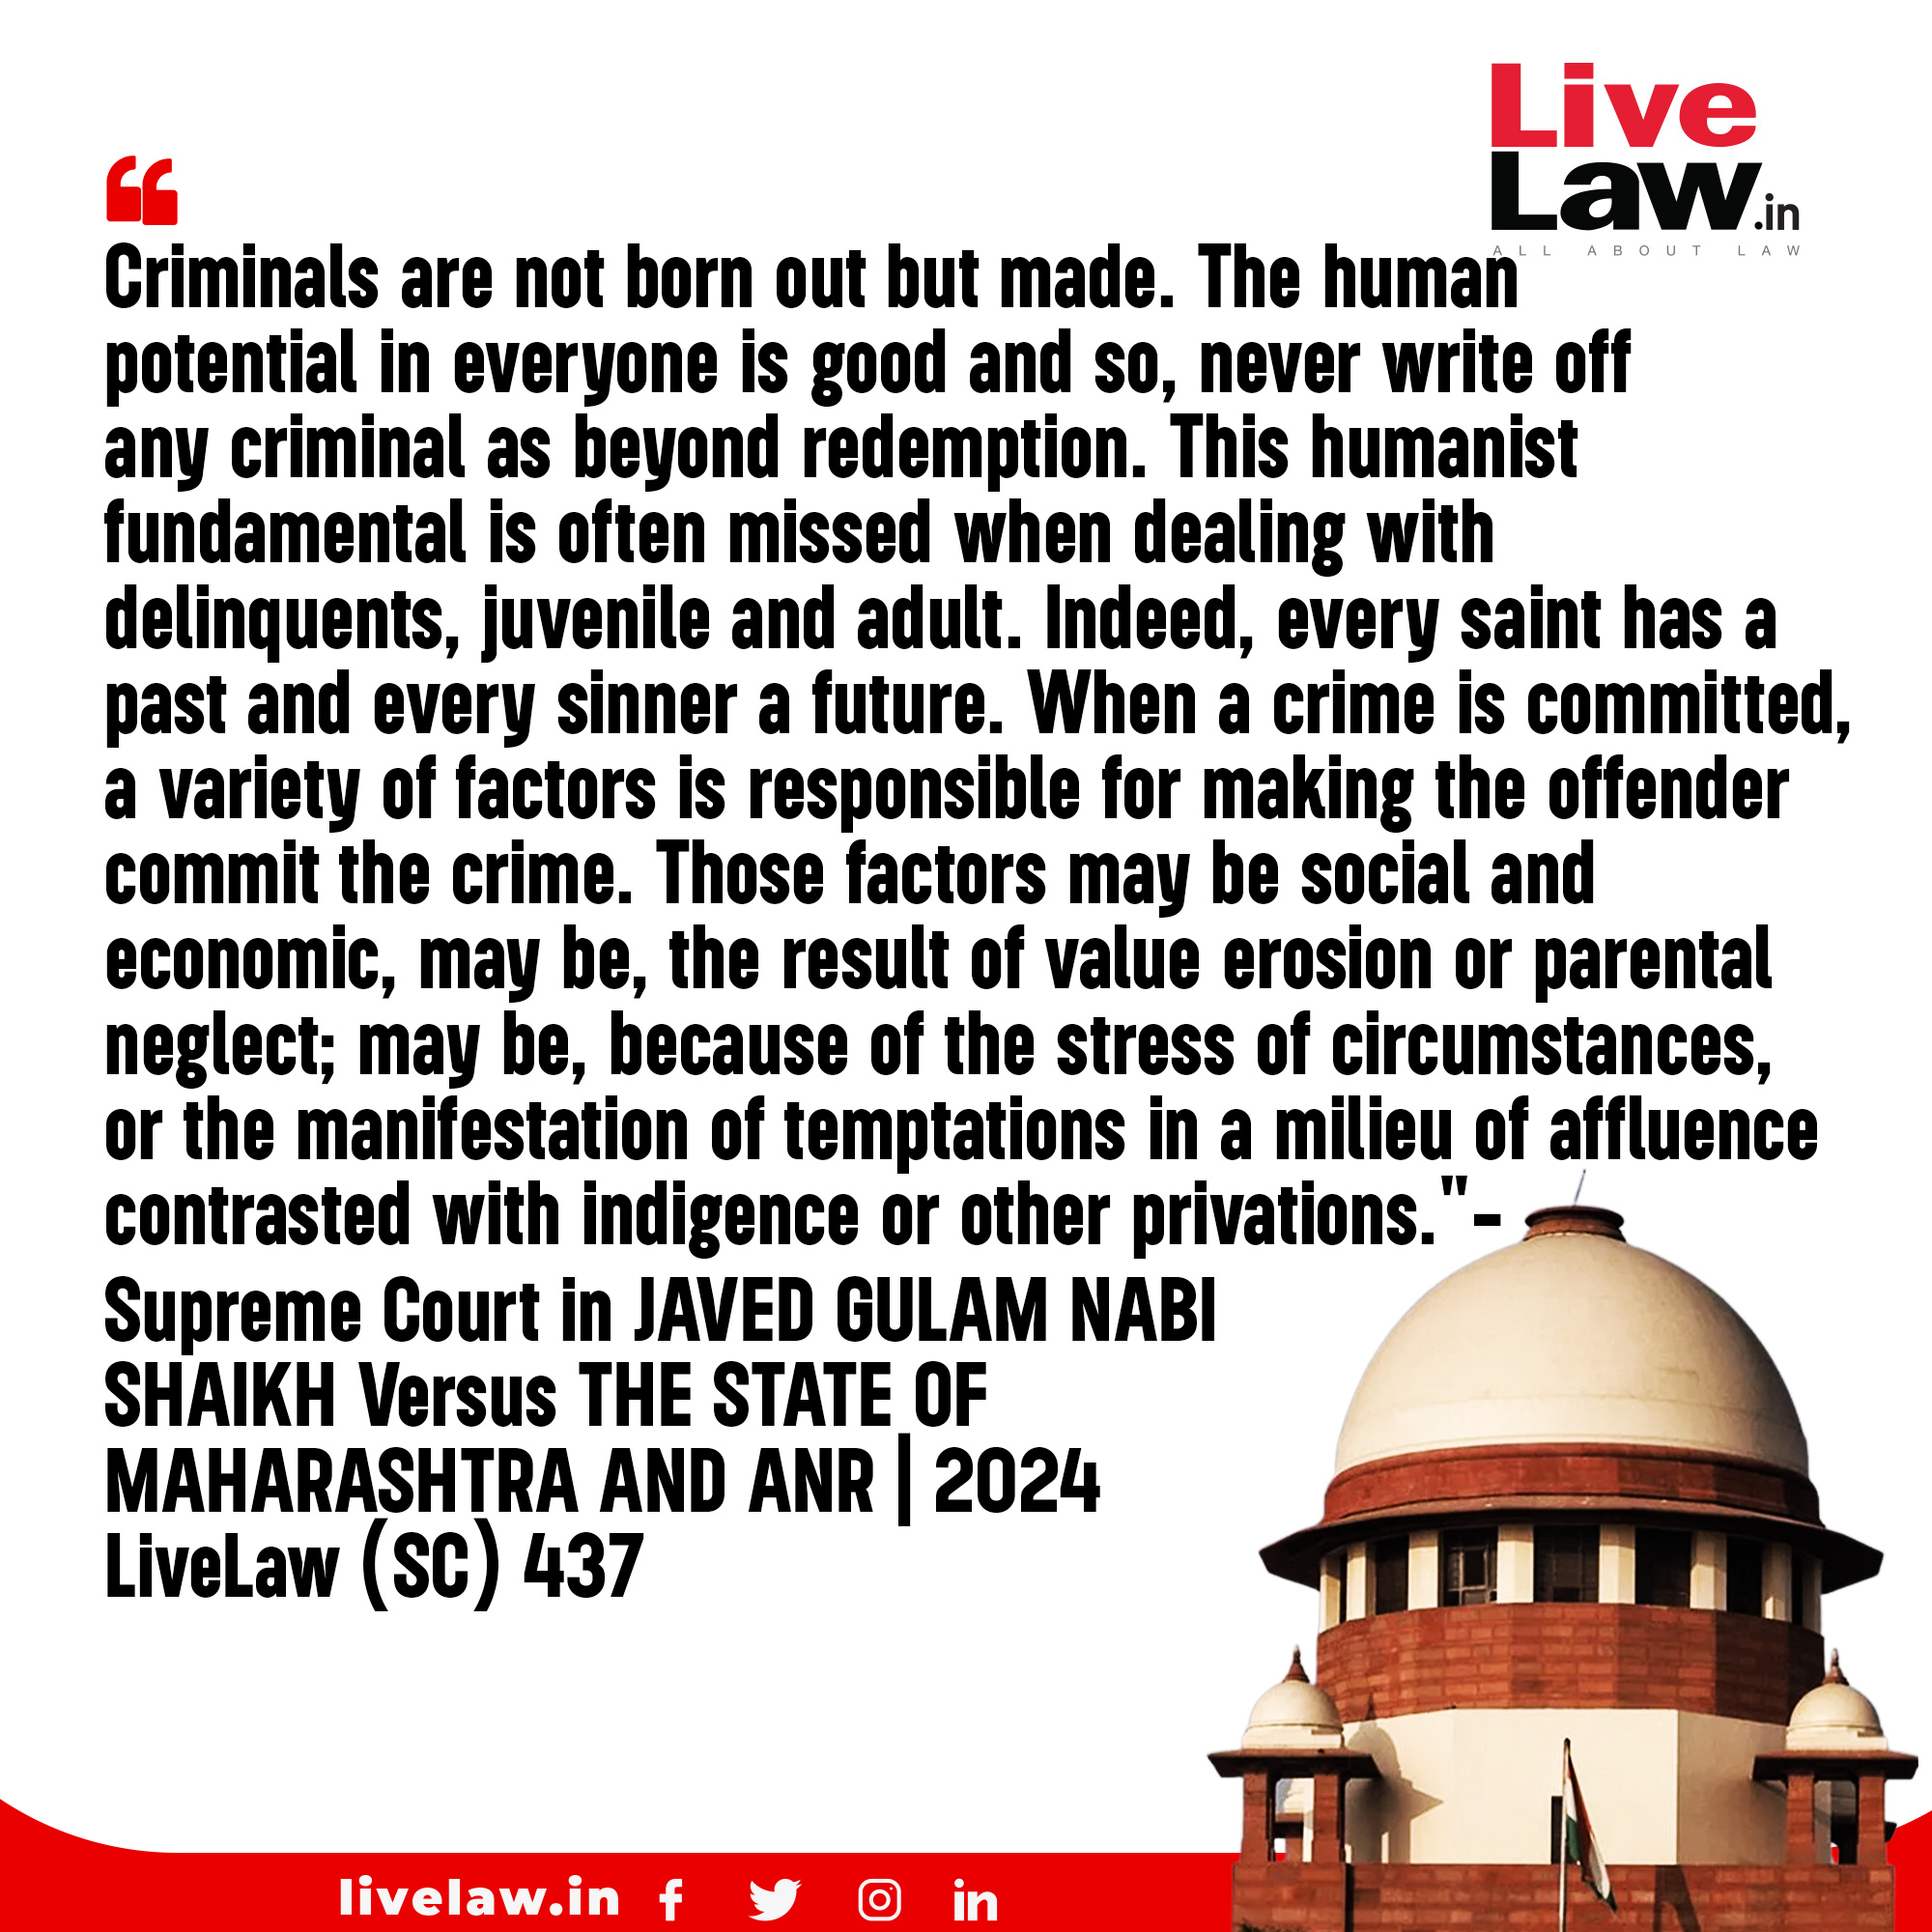 Live
Law.in
ALL ABOUT LAW
“
Criminals are not born out but made. The human
potential in everyone is good and so, never write off
any criminal as beyond redemption. This humanist
fundamental is often missed when dealing with
delinquents, juvenile and adult. Indeed, every saint has a
past and every sinner a future. When a crime is committed,
a variety of factors is responsible for making the offender
commit the crime. Those factors may be social and
economic, may be, the result of value erosion or parental
neglect; may be, because of the stress of circumstances,
or the manifestation of temptations in a milieu of affluence
contrasted with indigence or other privations."-
Supreme Court in JAVED GULAM NABI
SHAIKH Versus THE STATE OF
MAHARASHTRA AND ANR | 2024
LiveLaw (SC) 437
livelaw.in